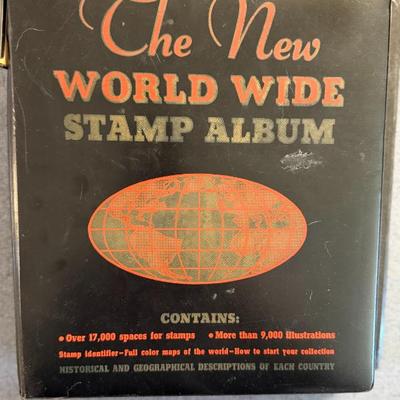 The New
WORLD WIDE
STAMP ALBUM
CONTAINS:
• Over 17,000 spaces for stamps • More than 9,000 illustrations
Stamp identifier—Full color maps of the world—How to start your collection
HISTORICAL AND GEOGRAPHICAL DESCRIPTIONS OF EACH COUNTRY